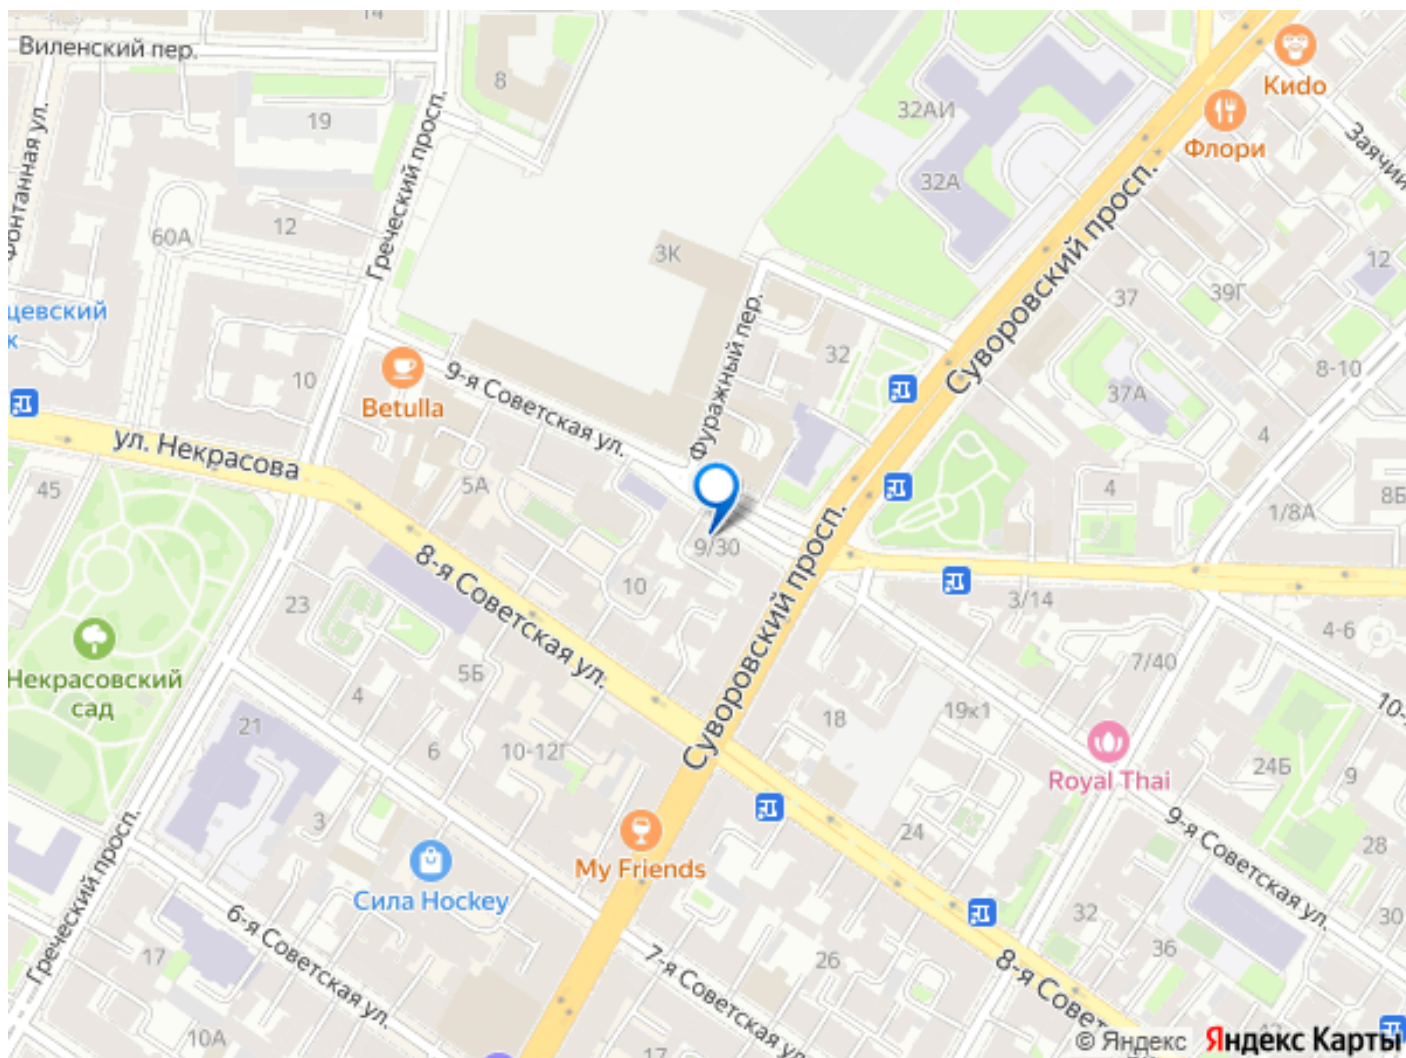 14
Виленский пер.
8
Кидо
32АИ
19
Флори
Заячий
Фонтанная ул.
Греческий просп.
32А
12
60А
3К
Суворовский просп.
12
37
39Г
щевский
к
Фуражный пер.
32
8-10
10
Betulla
9-я Советская ул.
37А
ул. Некрасова
4
45
5А
4
8Б
1/8А
9/30
8-я Советская ул.
10
3/14
23
4-6
Некрасовский
сад
5Б
7/40
4
Суворовский просп.
18
19к1
10-
21
6
10-12Г
Royal Thai
24Б
9
3
My Friends
24
9-я Советская ул.
28
Сила Hockey
Греческий просп.
32
30
6-я Советская ул.
17
26
36
7-я Советская ул.
8-я Советс
10А
17
© Яндекс
Яндекс Карты